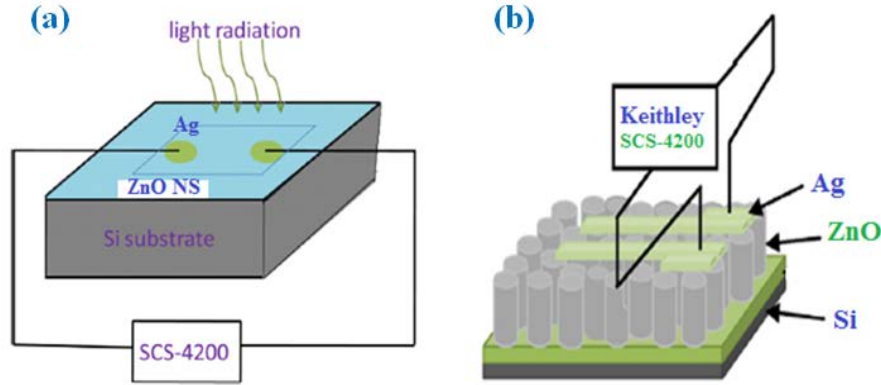 (a)
light radiation
Ag
ZnO NS
Si substrate
SCS-4200
(b)
Keithley
SCS-4200
Ag
ZnO
Si